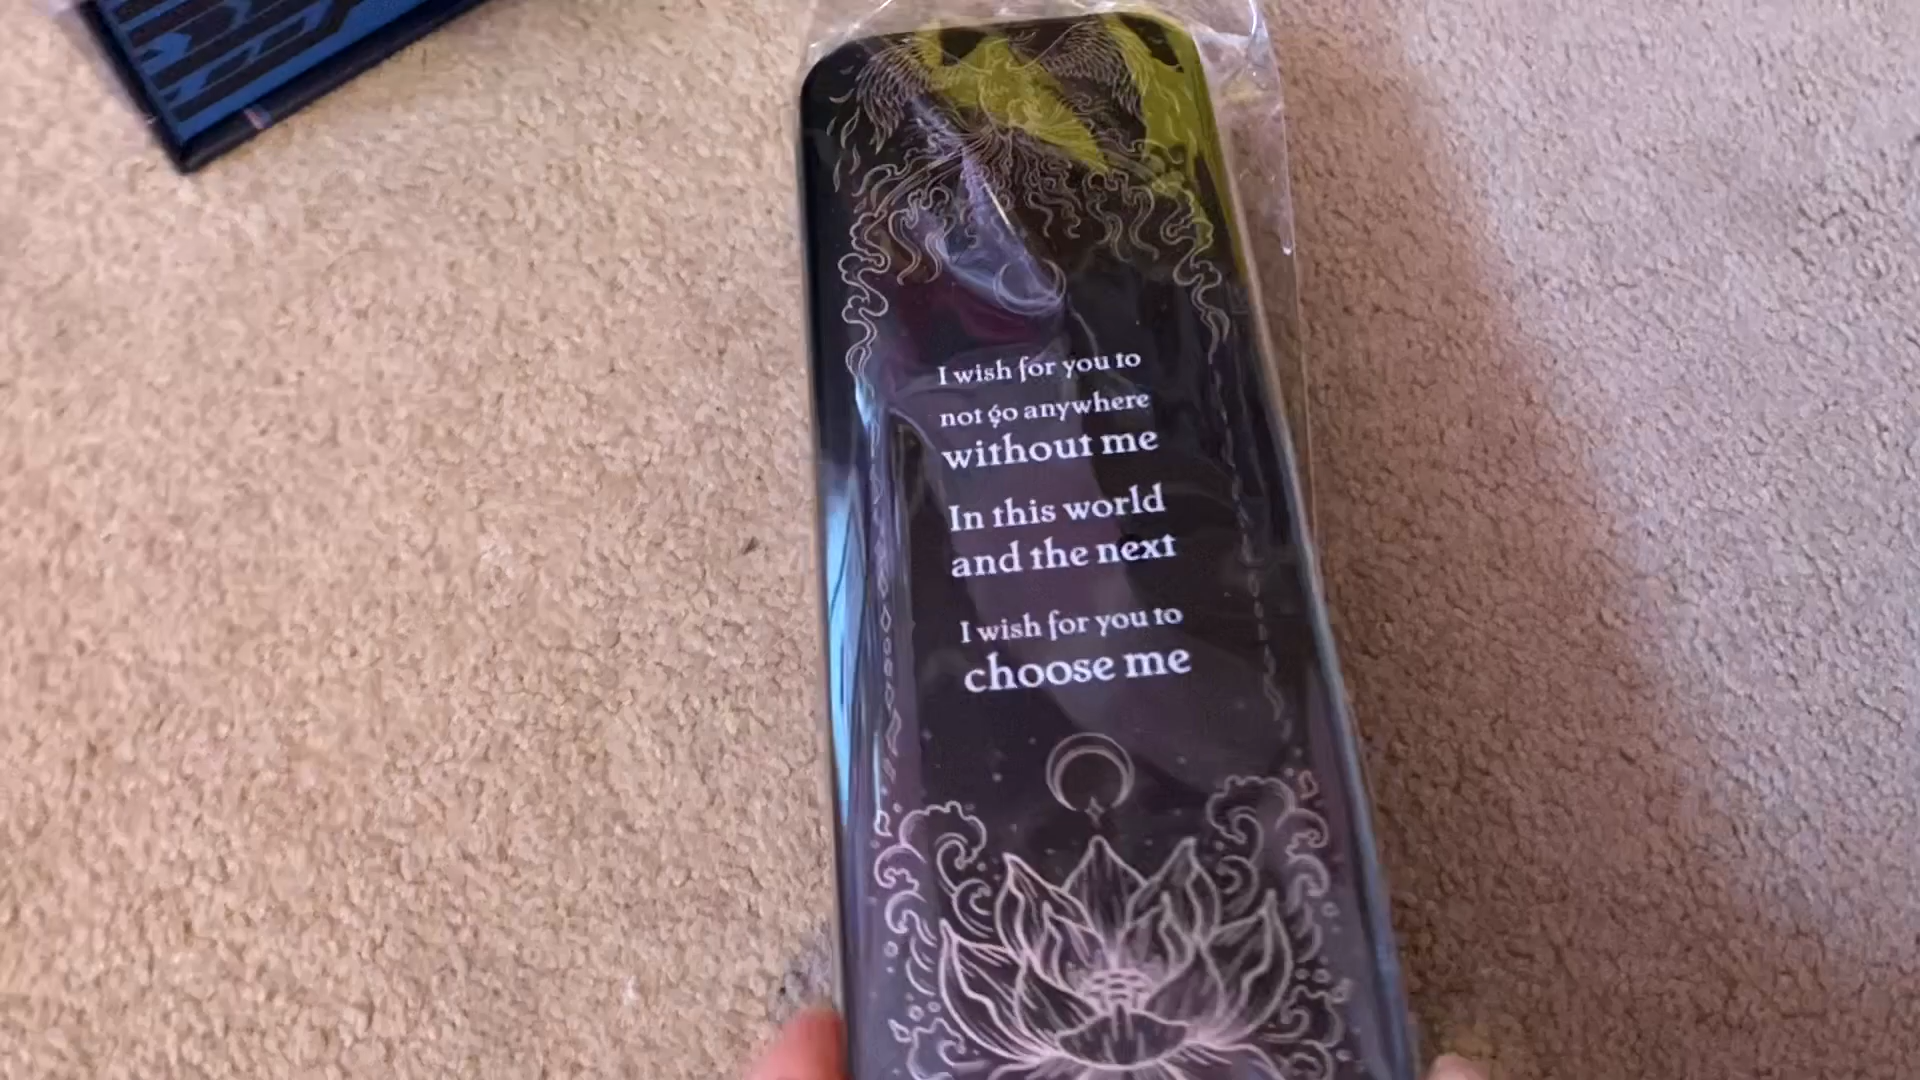 I wish for you to
not go anywhere
without me
In this world
and the next
I wish for you to
choose me